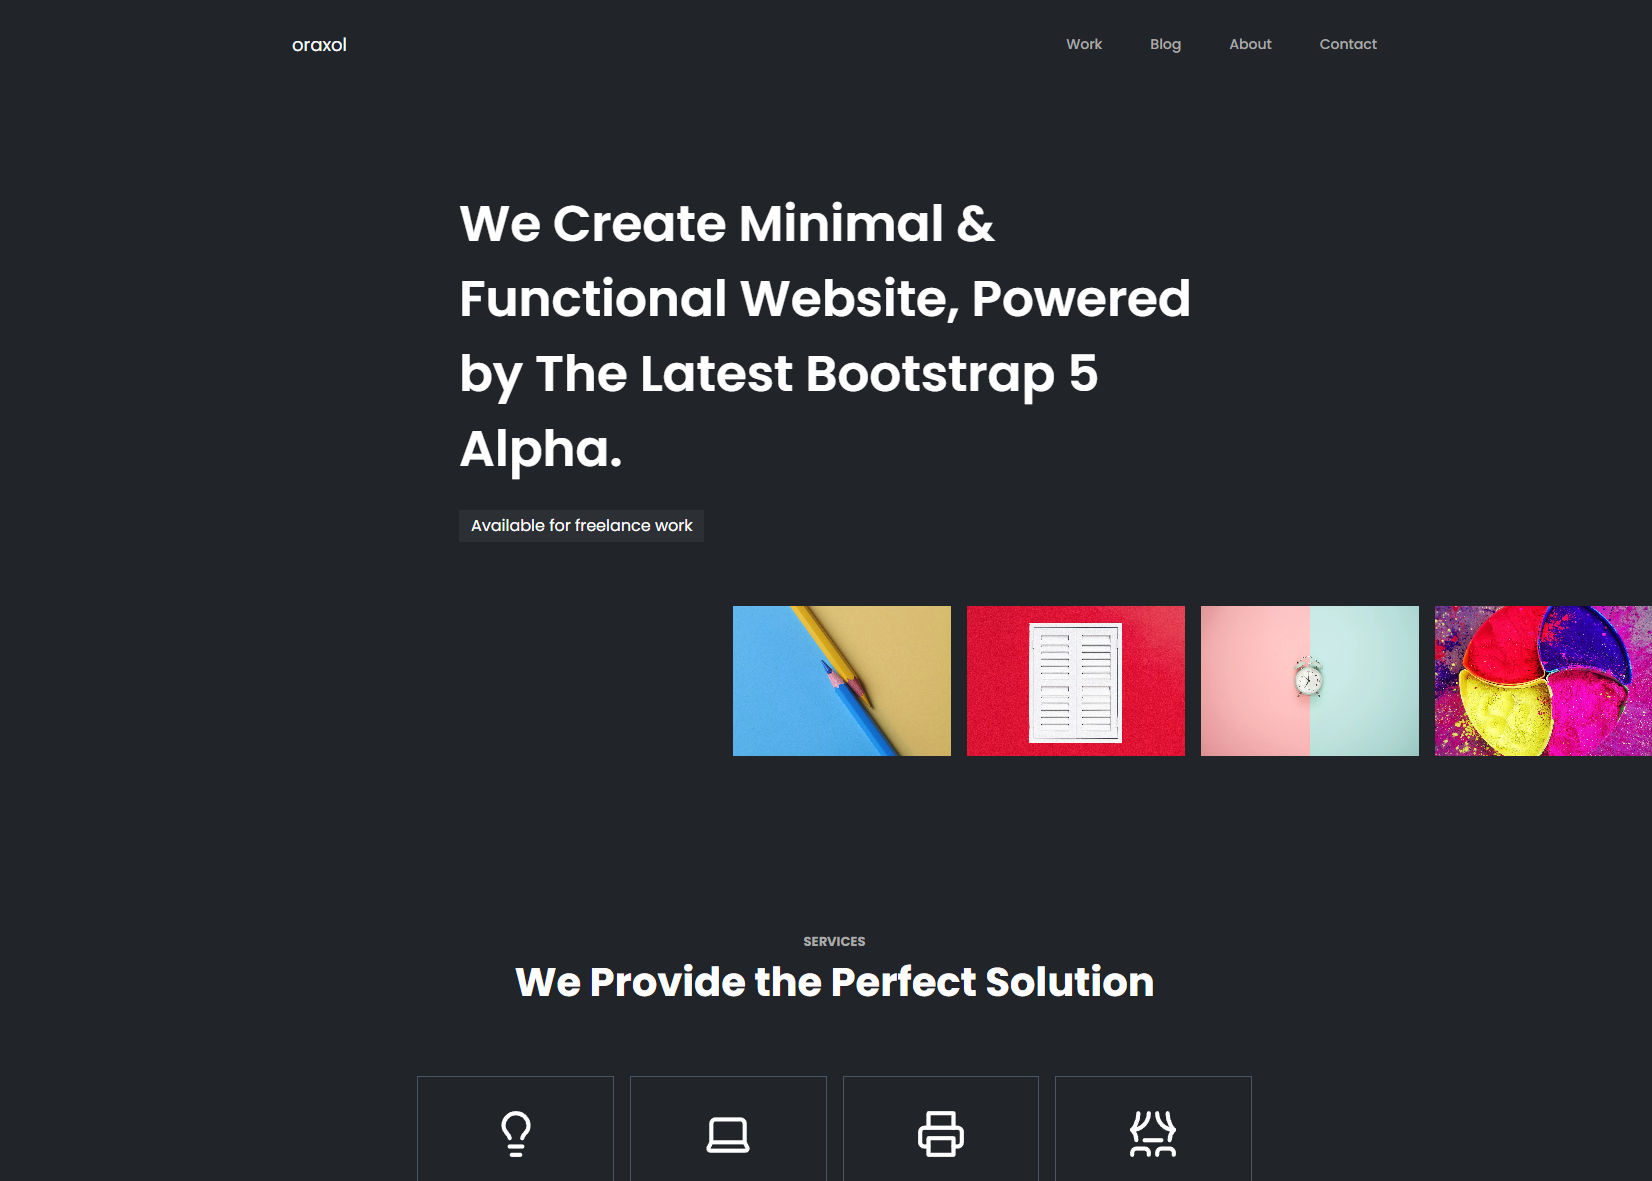 oraxol
Work Blog About Contact
We Create Minimal &
Functional Website, Powered
by The Latest Bootstrap 5
Alpha.
Available for freelance work
SERVICES
We Provide the Perfect Solution